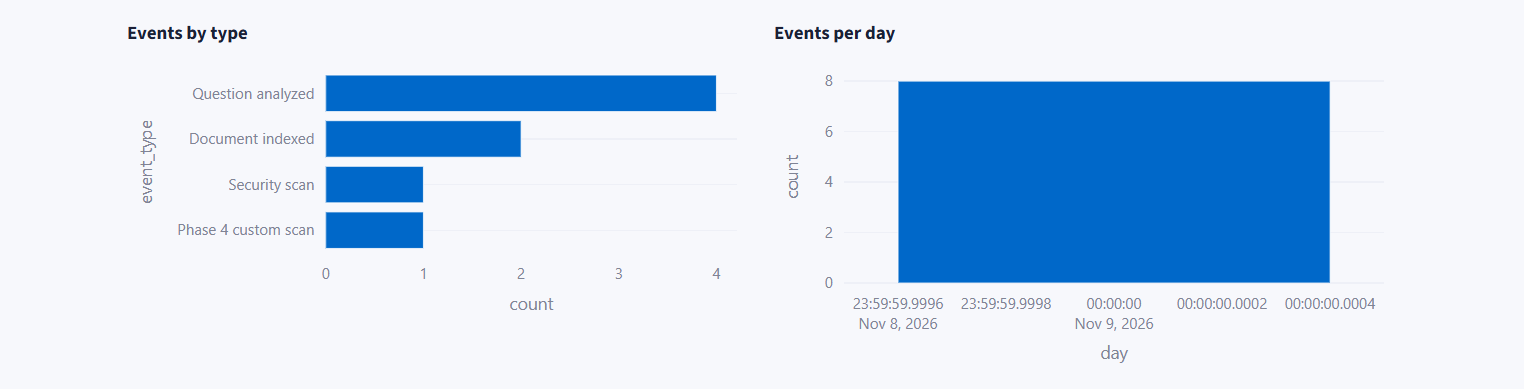 Events by type
Question analyzed
Document indexed
Security scan
Phase 4 custom scan
event_type
0 1 2 3 4
count
Events per day
8
6
4
2
0
count
23:59:59.9996 23:59:59.9998 00:00:00 00:00:00.0002 00:00:00.0004
Nov 8, 2026 Nov 9, 2026
day